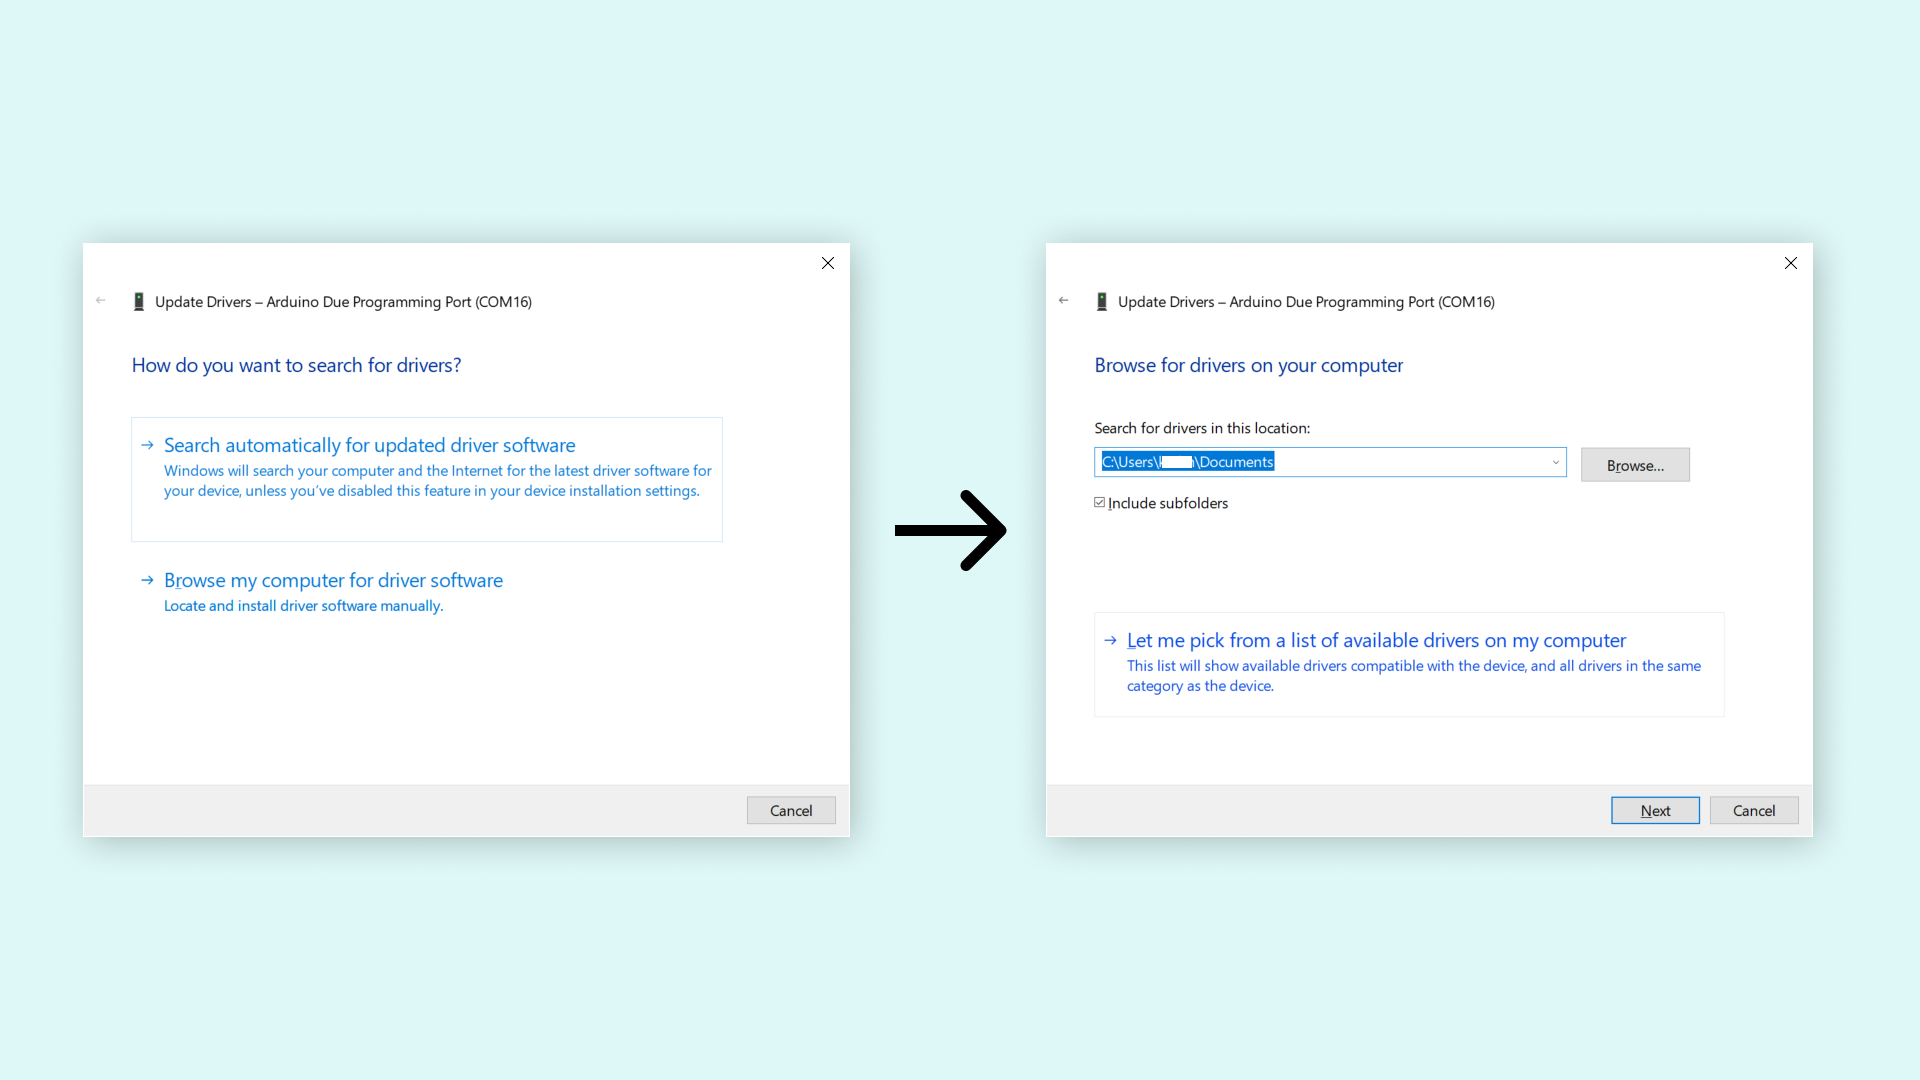 Update Drivers – Arduino Due Programming Port (COM16)
How do you want to search for drivers?
Search automatically for updated driver software
Windows will search your computer and the Internet for the latest driver software for
your device, unless you've disabled this feature in your device installation settings.
Browse my computer for driver software
Locate and install driver software manually.
Cancel
Update Drivers – Arduino Due Programming Port (COM16)
Browse for drivers on your computer
Search for drivers in this location:
C:\Users\ \Documents
Browse...
Include subfolders
Let me pick from a list of available drivers on my computer
This list will show available drivers compatible with the device, and all drivers in the same
category as the device.
Next
Cancel